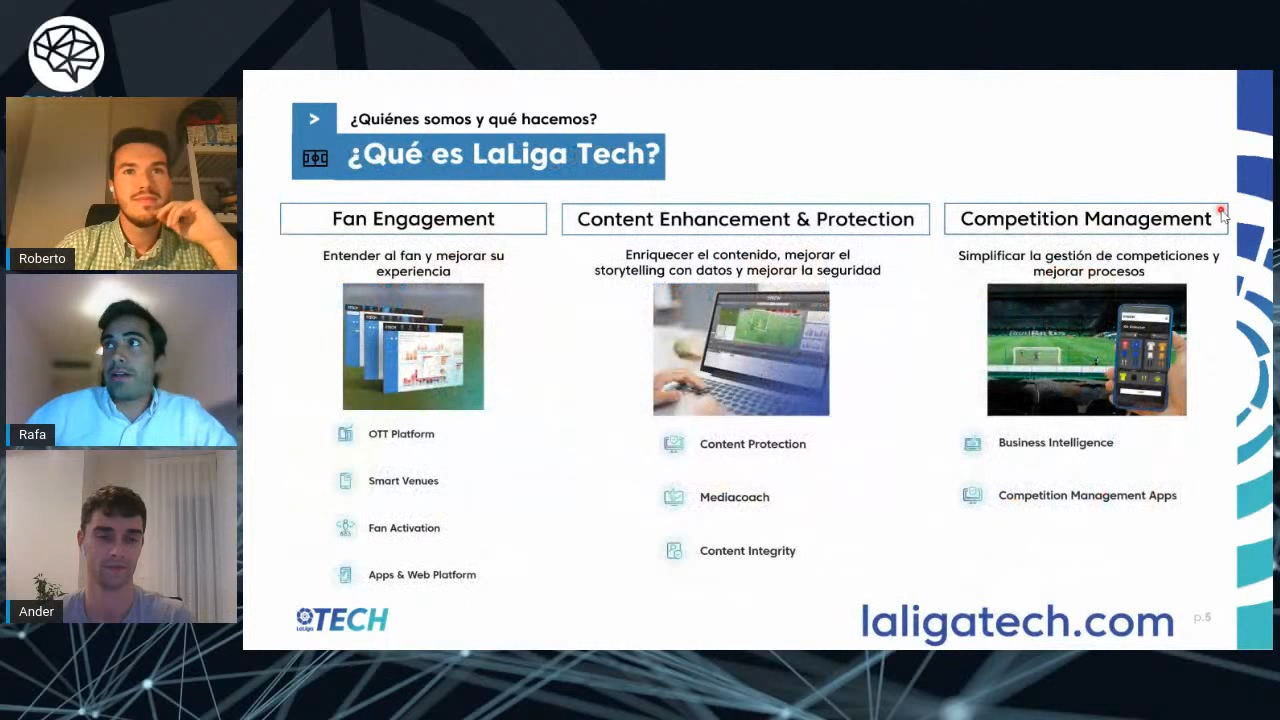 Roberto
Rafa
Ander
>
¿Quiénes somos y qué hacemos?
¿Qué es LaLiga Tech?
Fan Engagement
Entender al fan y mejorar su
experiencia
OTT Platform
Smart Venues
Fan Activation
Apps & Web Platform
Content Enhancement & Protection
Enriquecer el contenido, mejorar el
storytelling con datos y mejorar la seguridad
Content Protection
Mediacoach
Content Integrity
Competition Management
Simplificar la gestión de competiciones y
mejorar procesos
Business Intelligence
Competition Management Apps
LaLiga
TECH
laligatech.com
p.5